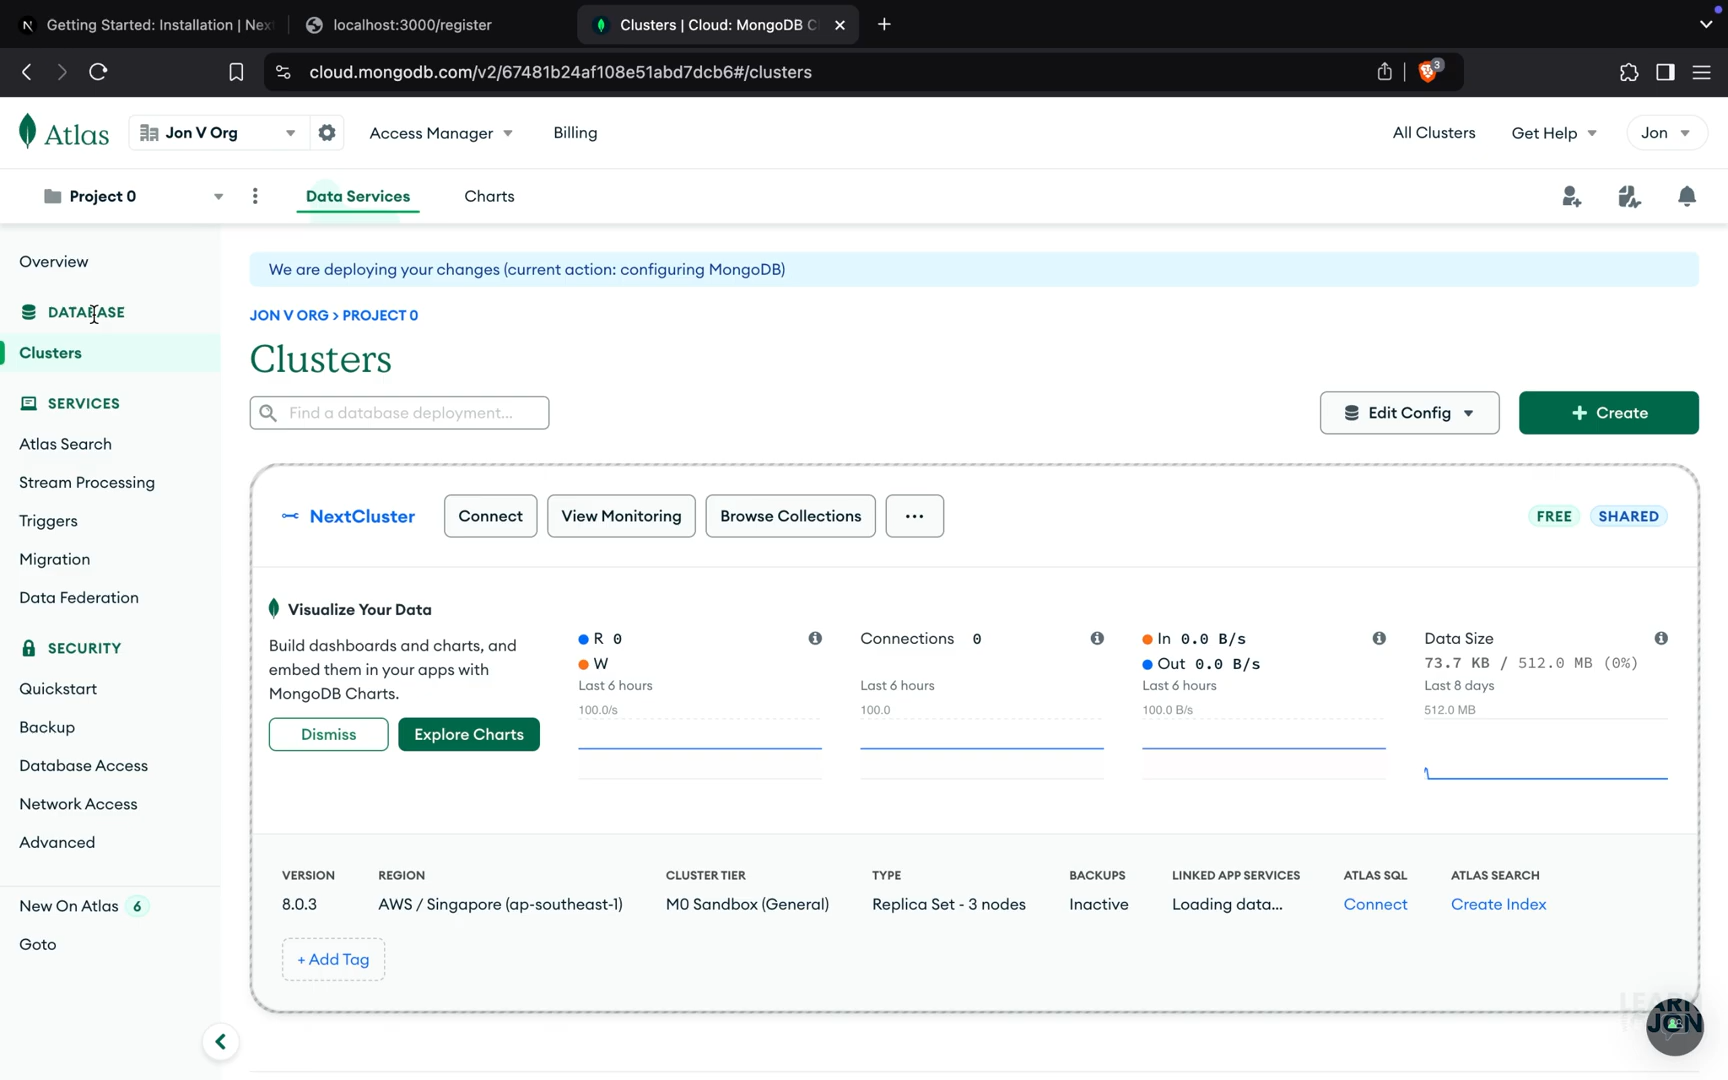 Getting Started: Installation | Nex
localhost:3000/register
Clusters | Cloud: MongoDB C
cloud.mongodb.com/v2/67481b24af108e51abd7dcb6#/clusters
3
Atlas
Jon V Org
Access Manager
Billing
All Clusters
Get Help
Jon
Project 0
Data Services
Charts
Overview
DATABASE
Clusters
SERVICES
Atlas Search
Stream Processing
Triggers
Migration
Data Federation
SECURITY
Quickstart
Backup
Database Access
Network Access
Advanced
New On Atlas 6
Goto
We are deploying your changes (current action: configuring MongoDB)
JON V ORG > PROJECT 0
Clusters
Find a database deployment...
Edit Config
+ Create
NextCluster
Connect
View Monitoring
Browse Collections
...
FREE
SHARED
Visualize Your Data
Build dashboards and charts, and
embed them in your apps with
MongoDB Charts.
Dismiss
Explore Charts
R 0
W
Last 6 hours
100.0/s
Connections 0
Last 6 hours
100.0
In 0.0 B/s
Out 0.0 B/s
Last 6 hours
100.0 B/s
Data Size
73.7 KB / 512.0 MB (0%)
Last 8 days
512.0 MB
VERSION
8.0.3
REGION
AWS / Singapore (ap-southeast-1)
CLUSTER TIER
M0 Sandbox (General)
TYPE
Replica Set - 3 nodes
BACKUPS
Inactive
LINKED APP SERVICES
Loading data...
ATLAS SQL
Connect
ATLAS SEARCH
Create Index
+ Add Tag
LEARN
JON